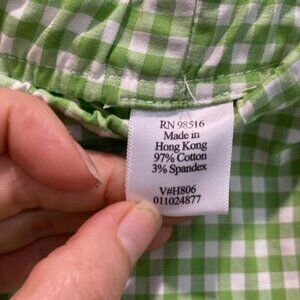 RN 98516
Made in
Hong Kong
97% Cotton
3% Spandex
V#H806
011024877